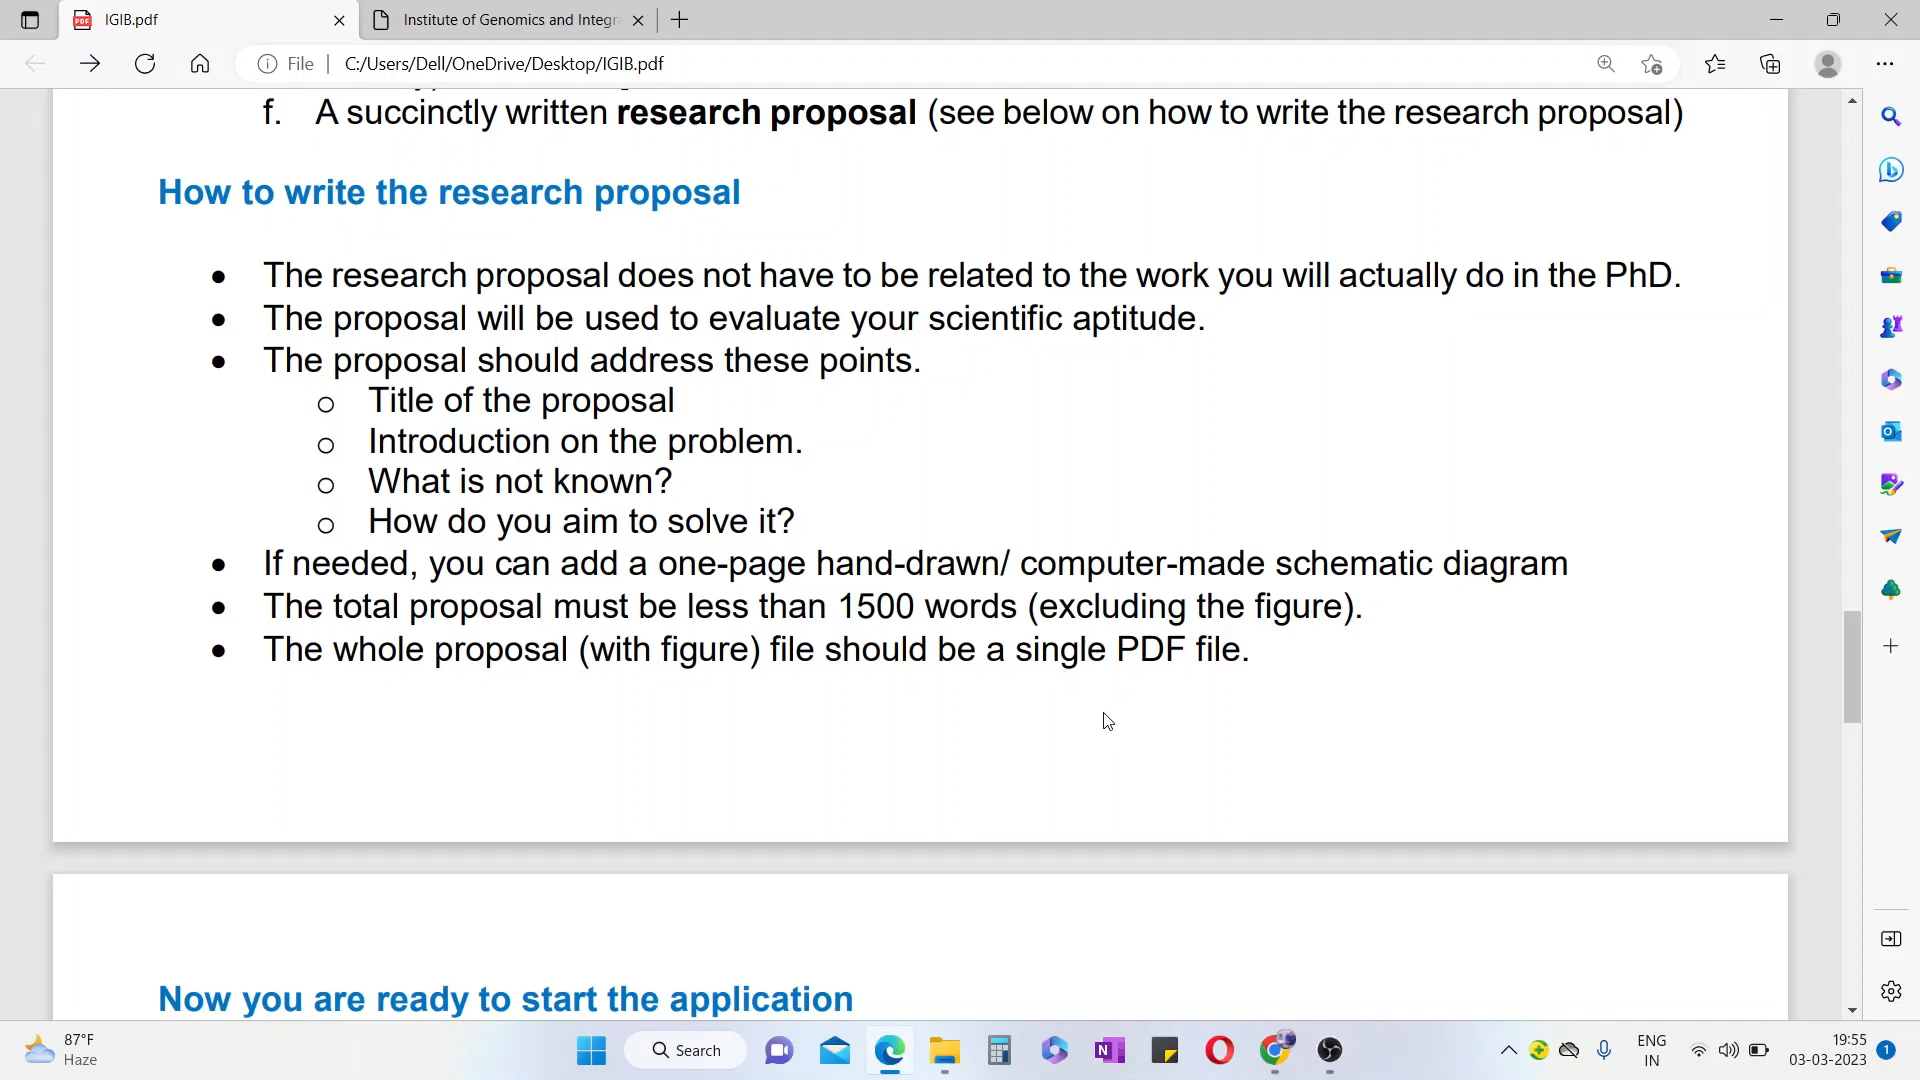 IGIB.pdf
Institute of Genomics and Integr
File
C:/Users/Dell/OneDrive/Desktop/IGIB.pdf
f. A succinctly written research proposal (see below on how to write the research proposal)
How to write the research proposal
• The research proposal does not have to be related to the work you will actually do in the PhD.
• The proposal will be used to evaluate your scientific aptitude.
• The proposal should address these points.
o Title of the proposal
o Introduction on the problem.
o What is not known?
o How do you aim to solve it?
• If needed, you can add a one-page hand-drawn/ computer-made schematic diagram
• The total proposal must be less than 1500 words (excluding the figure).
• The whole proposal (with figure) file should be a single PDF file.
Now you are ready to start the application
87°F
Haze
Search
ENG
IN
19:55
03-03-2023
1